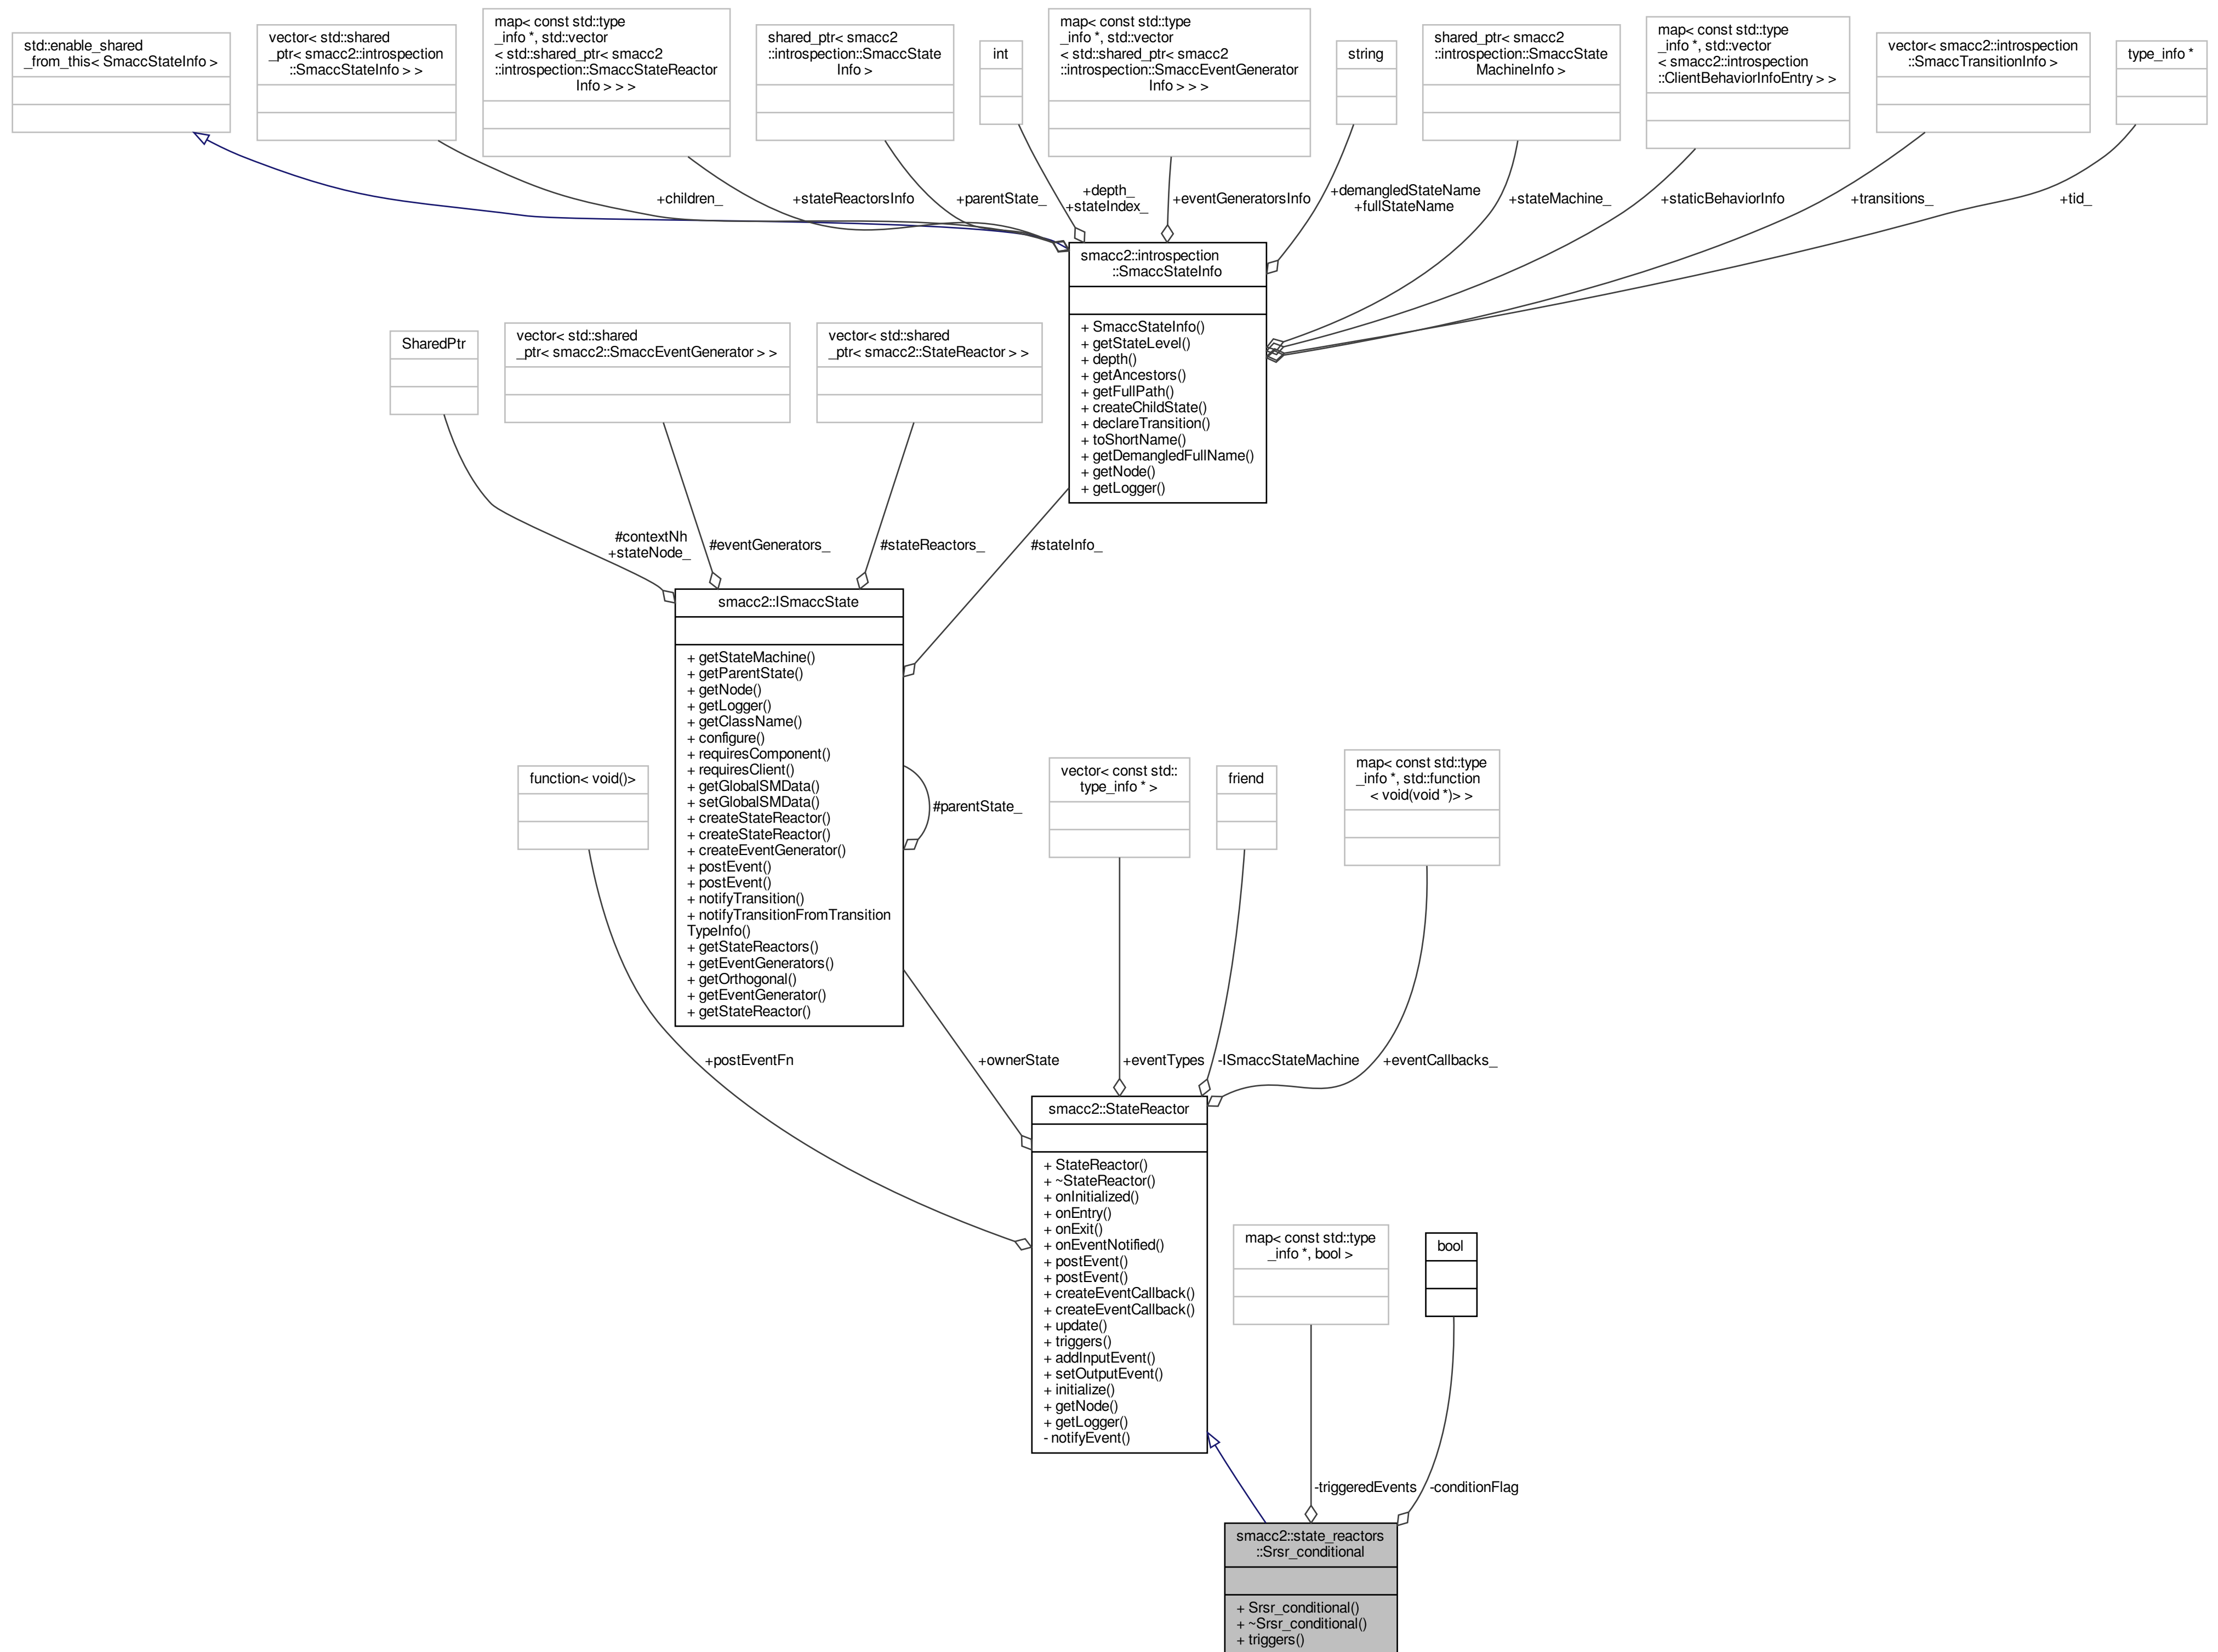 std::enable_shared
_from_this< SmaccStateInfo >
vector< std::shared
_ptr< smacc2::introspection
::SmaccStateInfo > >
map< const std::type
_info *, std::vector
< std::shared_ptr< smacc2
::introspection::SmaccStateReactor
Info > > >
shared_ptr< smacc2
::introspection::SmaccState
Info >
int
map< const std::type
_info *, std::vector
< std::shared_ptr< smacc2
::introspection::SmaccEventGenerator
Info > > >
string
shared_ptr< smacc2
::introspection::SmaccState
MachineInfo >
map< const std::type
_info *, std::vector
< smacc2::introspection
::ClientBehaviorInfoEntry > >
vector< smacc2::introspection
::SmaccTransitionInfo >
type_info *
+children_
+stateReactorsInfo
+parentState_
+depth_
+stateIndex_
+eventGeneratorsInfo
+demangledStateName
+fullStateName
+stateMachine_
+staticBehaviorInfo
+transitions_
+tid_
smacc2::introspection
::SmaccStateInfo
+ SmaccStateInfo()
+ getStateLevel()
+ depth()
+ getAncestors()
+ getFullPath()
+ createChildState()
+ declareTransition()
+ toShortName()
+ getDemangledFullName()
+ getNode()
+ getLogger()
SharedPtr
vector< std::shared
_ptr< smacc2::SmaccEventGenerator > >
vector< std::shared
_ptr< smacc2::StateReactor > >
#contextNh
+stateNode_
#eventGenerators_
#stateReactors_
#stateInfo_
smacc2::ISmaccState
+ getStateMachine()
+ getParentState()
+ getNode()
+ getLogger()
+ getClassName()
+ configure()
+ requiresComponent()
+ requiresClient()
+ getGlobalSMData()
+ setGlobalSMData()
+ createStateReactor()
+ createStateReactor()
+ createEventGenerator()
+ postEvent()
+ postEvent()
+ notifyTransition()
+ notifyTransitionFromTransition
TypeInfo()
+ getStateReactors()
+ getEventGenerators()
+ getOrthogonal()
+ getEventGenerator()
+ getStateReactor()
#parentState_
function< void()>
vector< const std::
type_info * >
friend
map< const std::type
_info *, std::function
< void(void *)> >
+postEventFn
+ownerState
+eventTypes
-ISmaccStateMachine
+eventCallbacks_
smacc2::StateReactor
+ StateReactor()
+ ~StateReactor()
+ onInitialized()
+ onEntry()
+ onExit()
+ onEventNotified()
+ postEvent()
+ postEvent()
+ createEventCallback()
+ createEventCallback()
+ update()
+ triggers()
+ addInputEvent()
+ setOutputEvent()
+ initialize()
+ getNode()
+ getLogger()
- notifyEvent()
map< const std::type
_info *, bool >
bool
-triggeredEvents
-conditionFlag
smacc2::state_reactors
::Srsr_conditional
+ Srsr_conditional()
+ ~Srsr_conditional()
+ triggers()